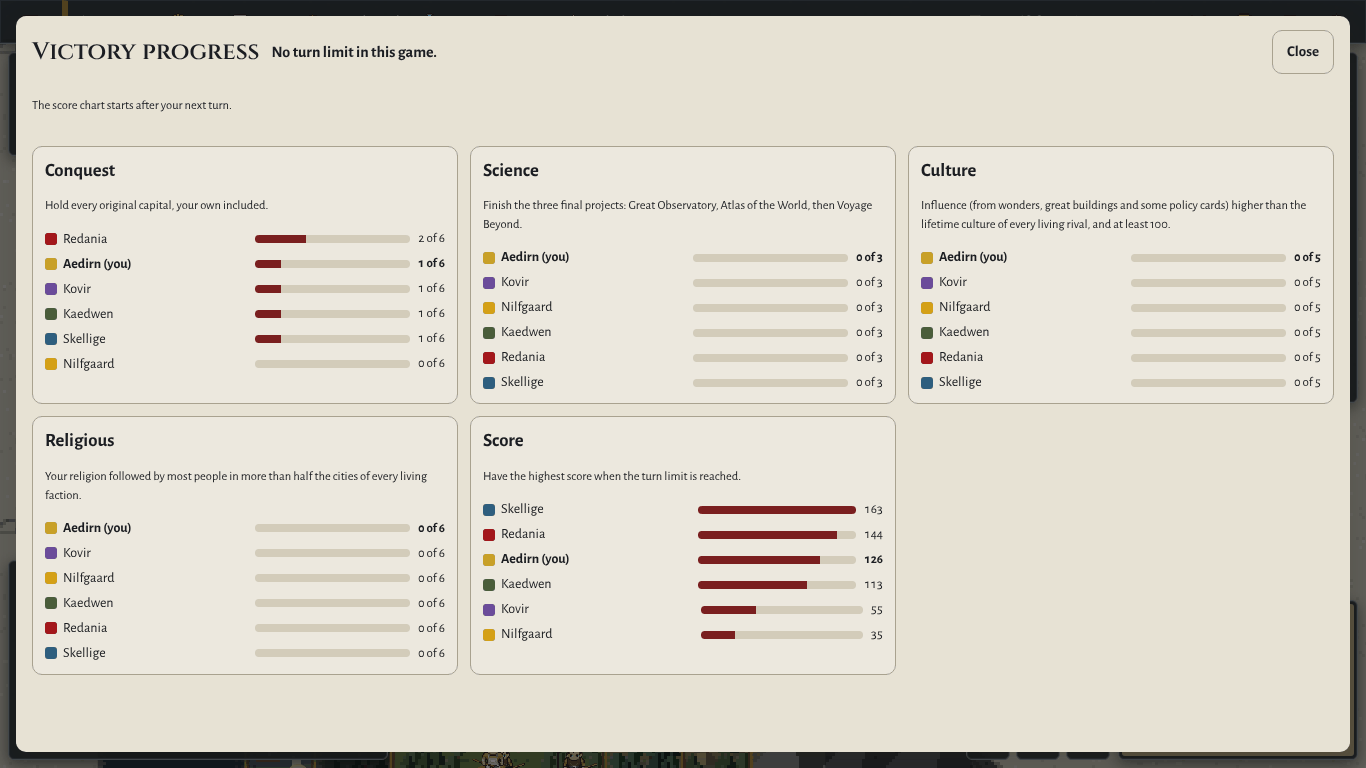 Victory progress No turn limit in this game.
Close
The score chart starts after your next turn.
Conquest
Hold every original capital, your own included.
Redania 2 of 6
Aedirn (you) 1 of 6
Kovir 1 of 6
Kaedwen 1 of 6
Skellige 1 of 6
Nilfgaard 0 of 6
Science
Finish the three final projects: Great Observatory, Atlas of the World, then Voyage
Beyond.
Aedirn (you) 0 of 3
Kovir 0 of 3
Nilfgaard 0 of 3
Kaedwen 0 of 3
Redania 0 of 3
Skellige 0 of 3
Culture
Influence (from wonders, great buildings and some policy cards) higher than the
lifetime culture of every living rival, and at least 100.
Aedirn (you) 0 of 5
Kovir 0 of 5
Nilfgaard 0 of 5
Kaedwen 0 of 5
Redania 0 of 5
Skellige 0 of 5
Religious
Your religion followed by most people in more than half the cities of every living
faction.
Aedirn (you) 0 of 6
Kovir 0 of 6
Nilfgaard 0 of 6
Kaedwen 0 of 6
Redania 0 of 6
Skellige 0 of 6
Score
Have the highest score when the turn limit is reached.
Skellige 163
Redania 144
Aedirn (you) 126
Kaedwen 113
Kovir 55
Nilfgaard 35